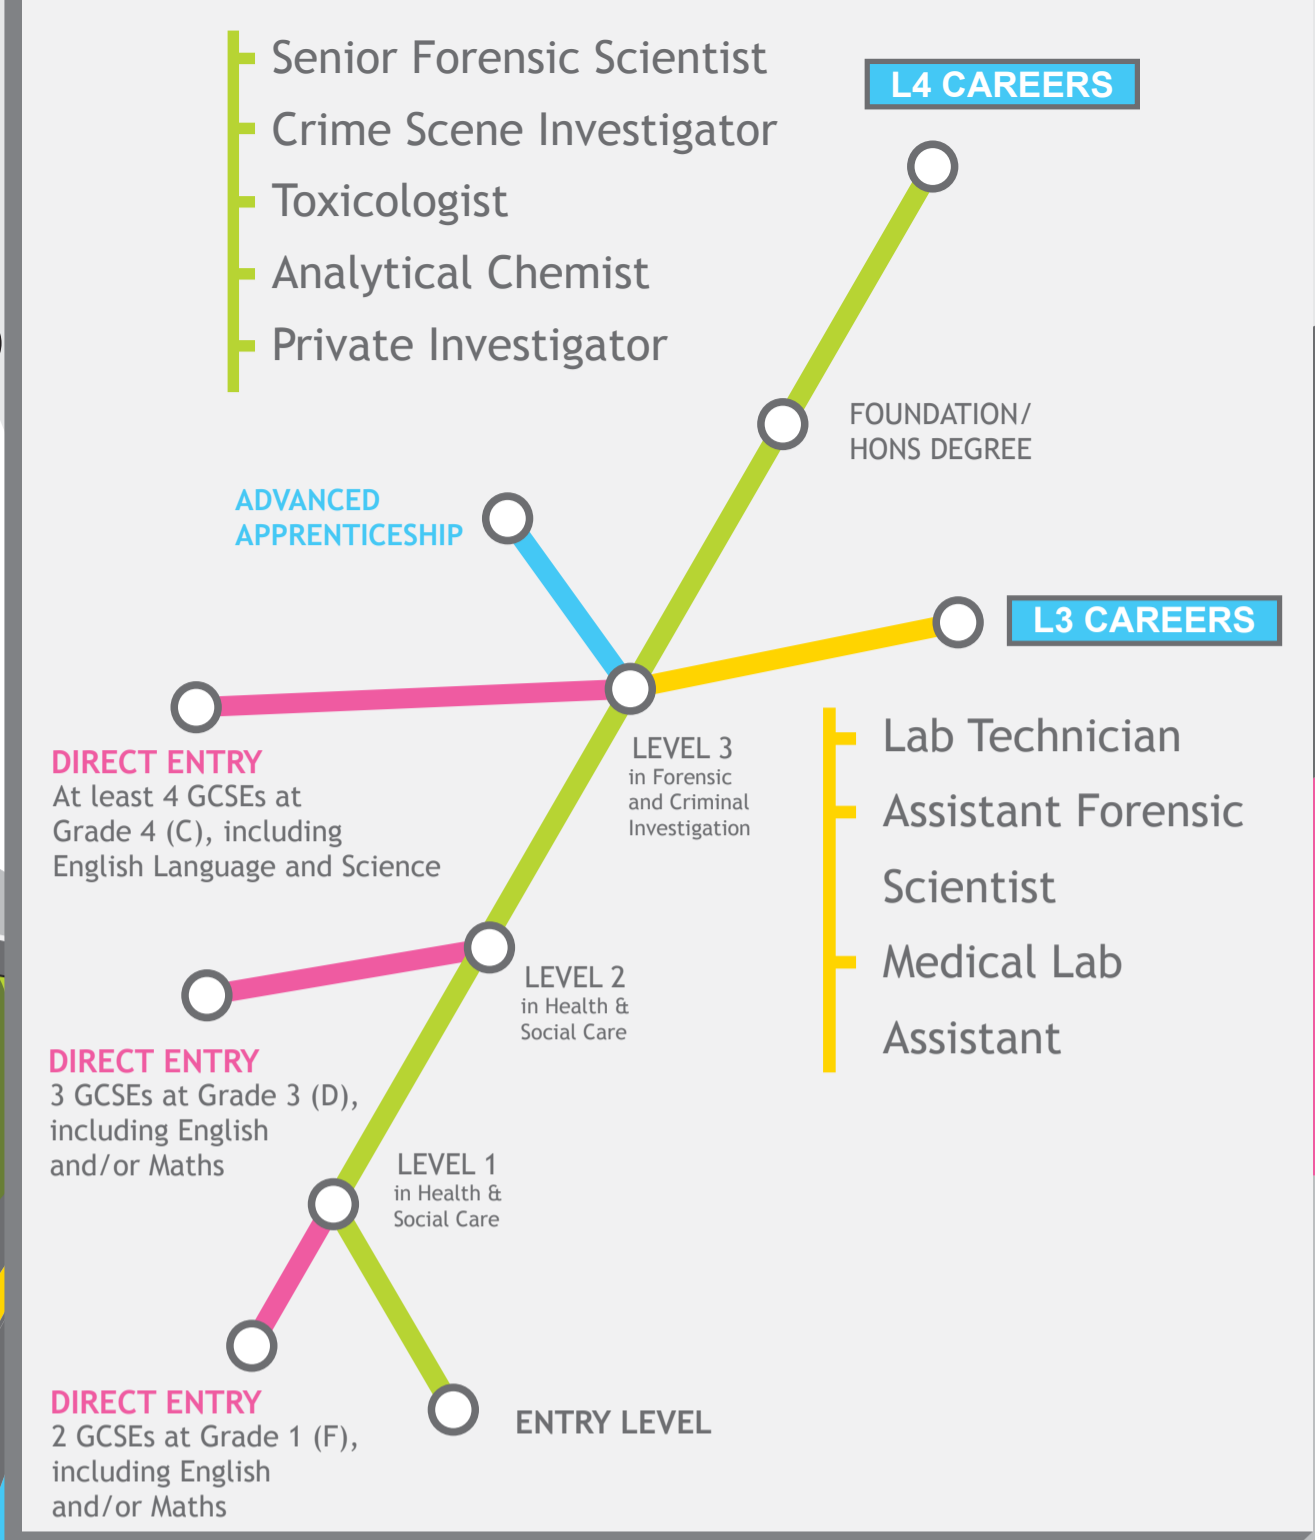 Senior Forensic Scientist
Crime Scene Investigator
Toxicologist
Analytical Chemist
Private Investigator
L4 CAREERS
FOUNDATION/
HONS DEGREE
ADVANCED
APPRENTICESHIP
L3 CAREERS
DIRECT ENTRY
At least 4 GCSEs at
Grade 4 (C), including
English Language and Science
LEVEL 3
in Forensic
and Criminal
Investigation
Lab Technician
Assistant Forensic
Scientist
Medical Lab
Assistant
LEVEL 2
in Health &
Social Care
DIRECT ENTRY
3 GCSEs at Grade 3 (D),
including English
and/or Maths
LEVEL 1
in Health &
Social Care
DIRECT ENTRY
2 GCSEs at Grade 1 (F),
including English
and/or Maths
ENTRY LEVEL